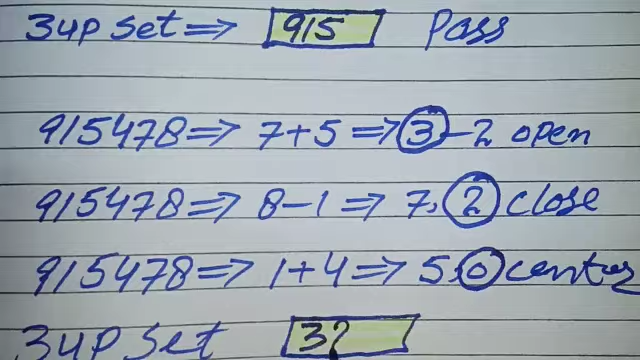 3up Set ⇒ 915 Pass
915478 ⇒ 7+5 ⇒ 3-2 open
915478 ⇒ 8-1 ⇒ 7,2 close
915478 ⇒ 1+4 ⇒ 5,0 center
3up Set 32